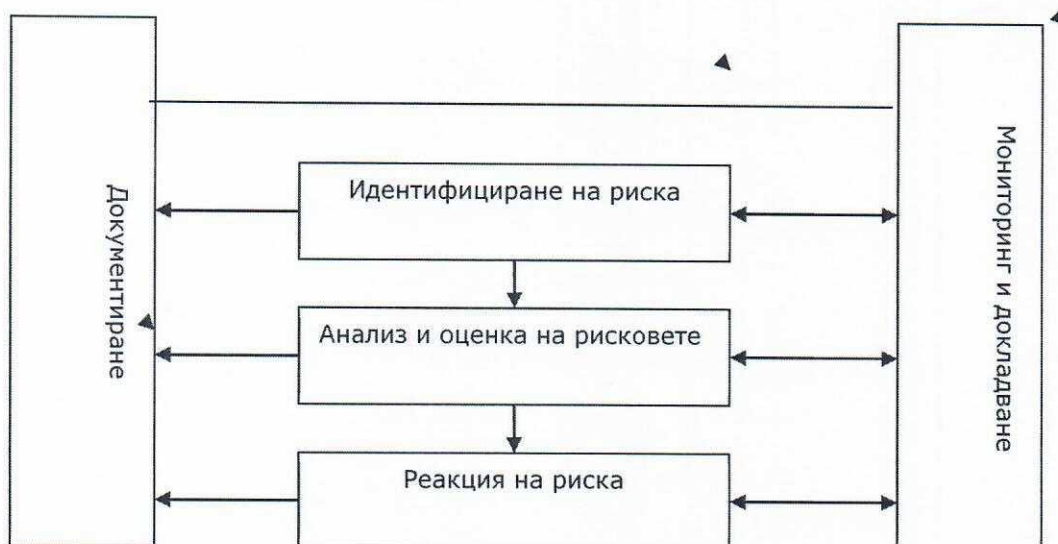 Документиране
Идентифициране на риска
Анализ и оценка на рисковете
Реакция на риска
Мониторинг и докладване